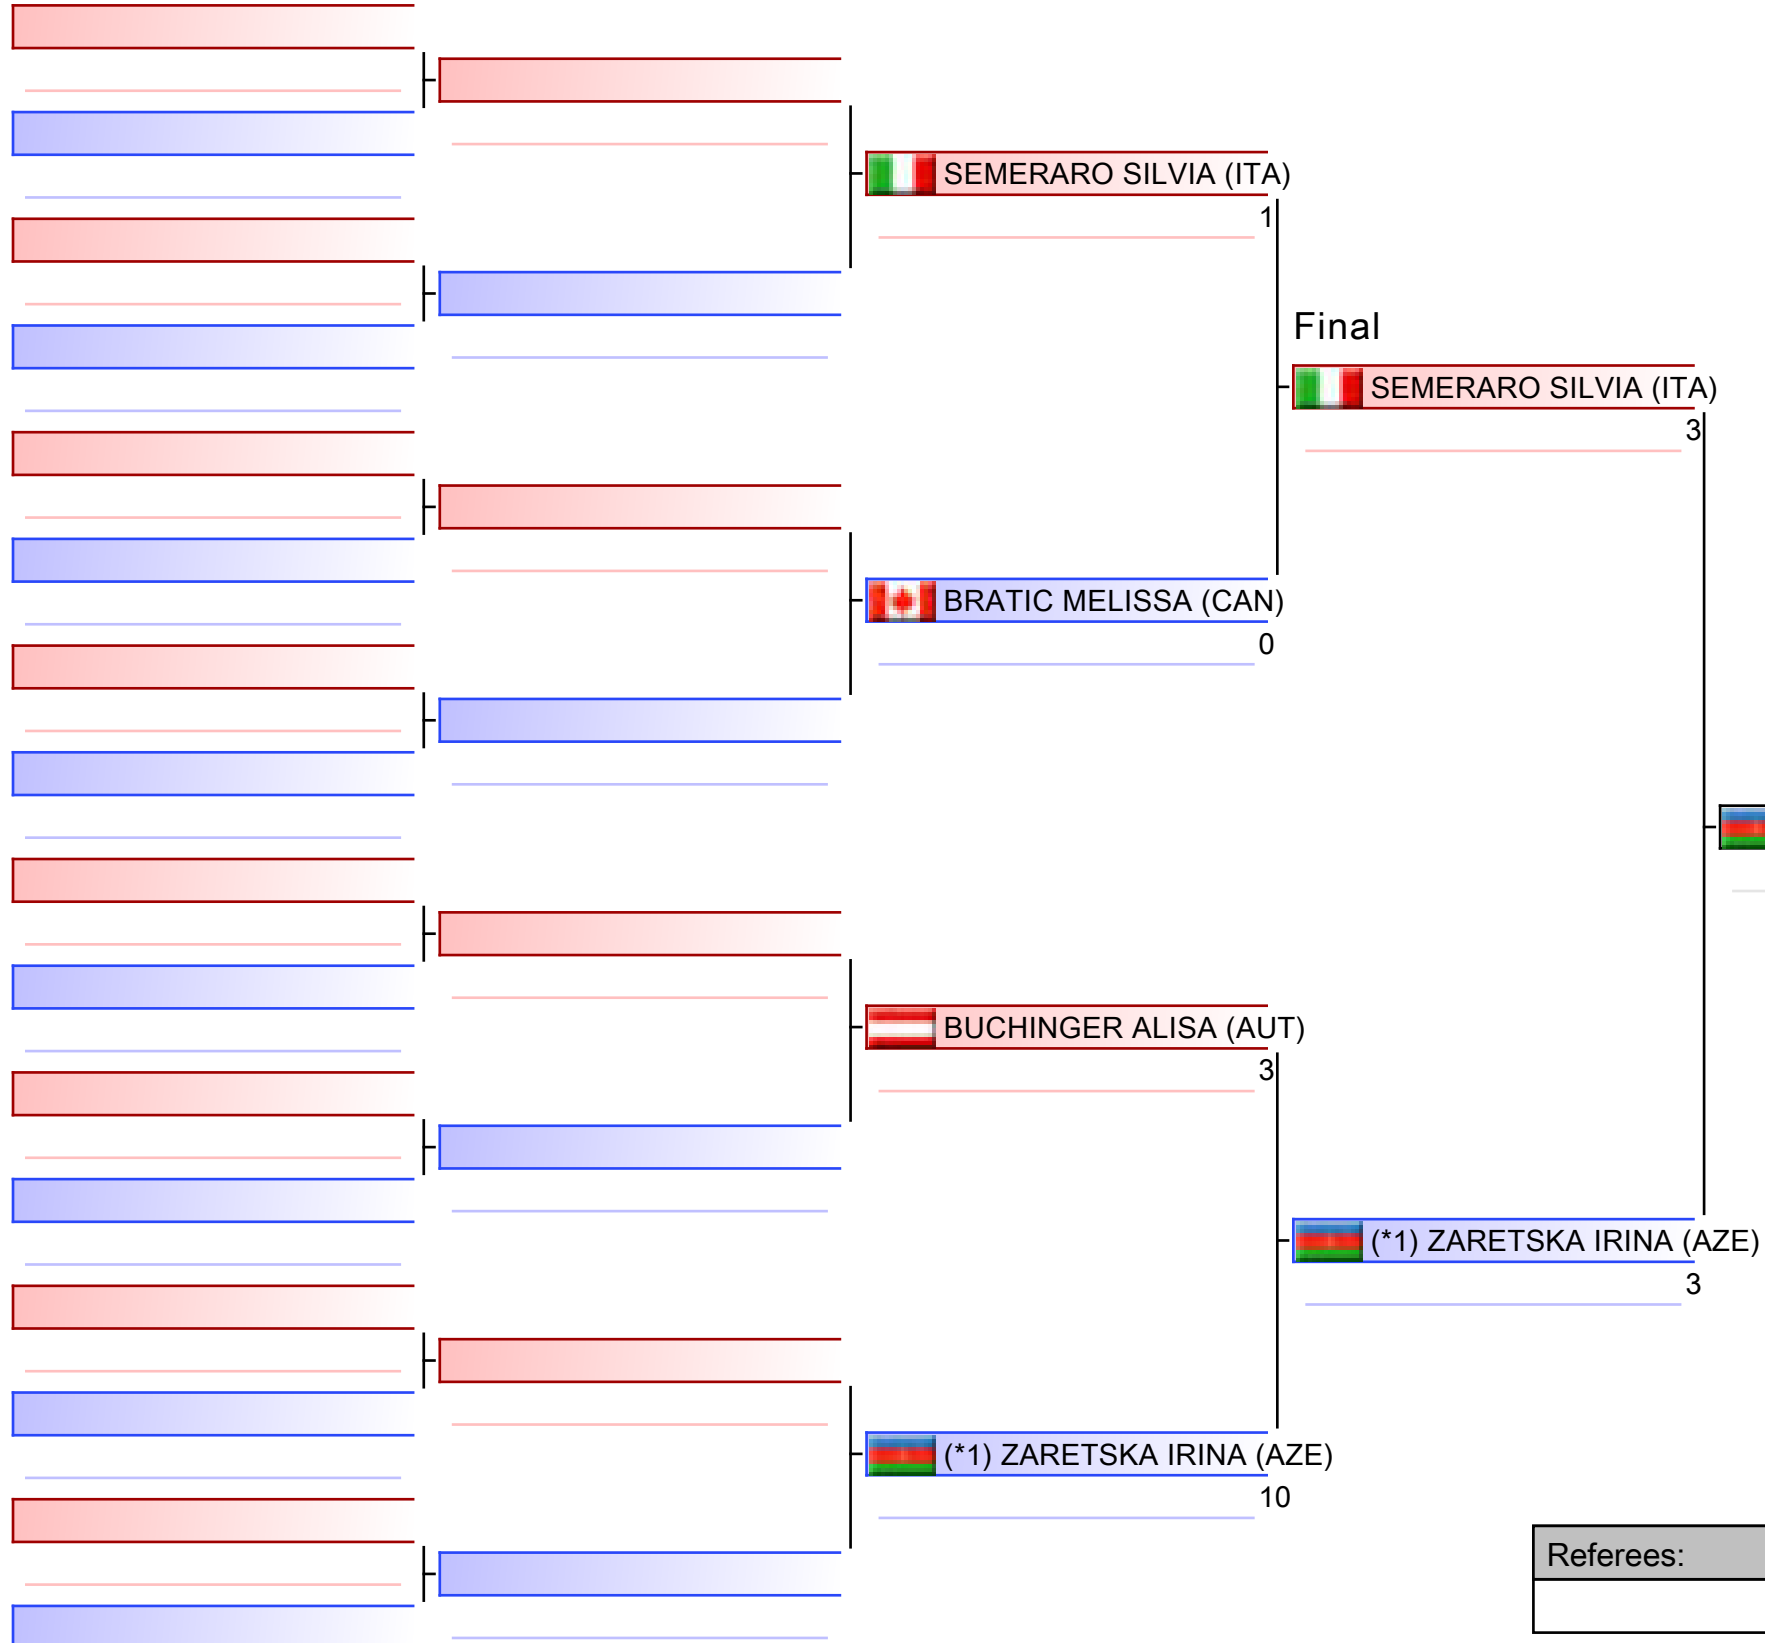 SEMERARO SILVIA (ITA)
1
Final
SEMERARO SILVIA (ITA)
3
BRATIC MELISSA (CAN)
0
BUCHINGER ALISA (AUT)
3
(*1) ZARETSKA IRINA (AZE)
3
(*1) ZARETSKA IRINA (AZE)
10
Referees: